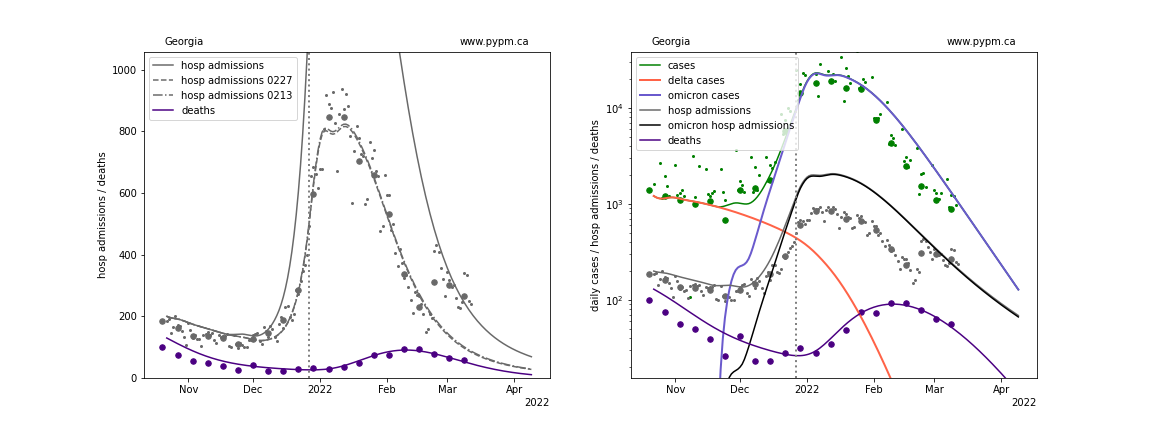 Georgia
www.pypm.ca
hosp admissions
hosp admissions 0227
hosp admissions 0213
deaths
hosp admissions / deaths
1000
800
600
400
200
0
Nov
Dec
2022
Feb
Mar
Apr
2022
Georgia
www.pypm.ca
cases
delta cases
omicron cases
hosp admissions
omicron hosp admissions
deaths
daily cases / hosp admissions / deaths
10⁴
10³
10²
Nov
Dec
2022
Feb
Mar
Apr
2022